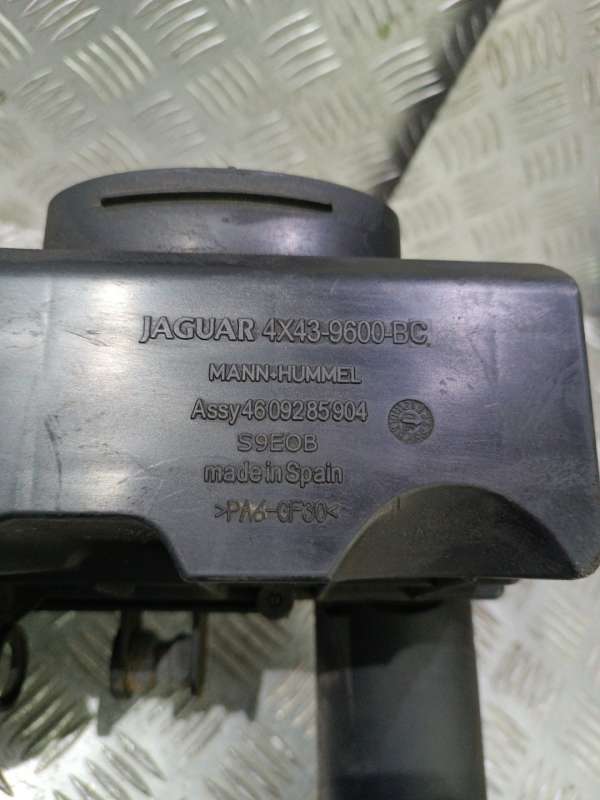 JAGUAR 4X43-9600-BC
MANN+HUMMEL
Assy4609285904
S9EOB
made in Spain
>PA6-GF30<